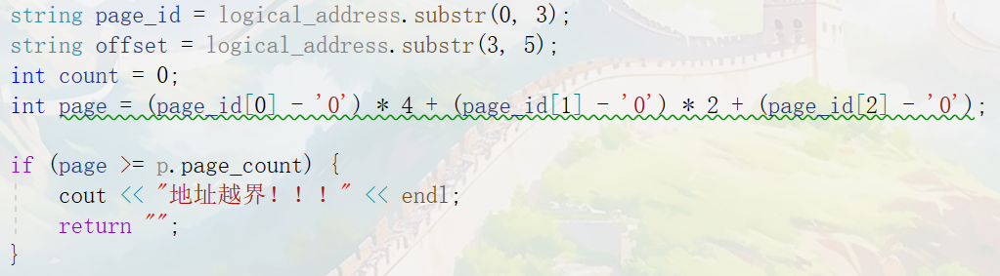 string page_id = logical_address.substr(0, 3);
string offset = logical_address.substr(3, 5);
int count = 0;
int page = (page_id[0] - '0') * 4 + (page_id[1] - '0') * 2 + (page_id[2] - '0');
if (page >= p.page_count) {
cout << "地址越界！！！" << endl;
return "";
}